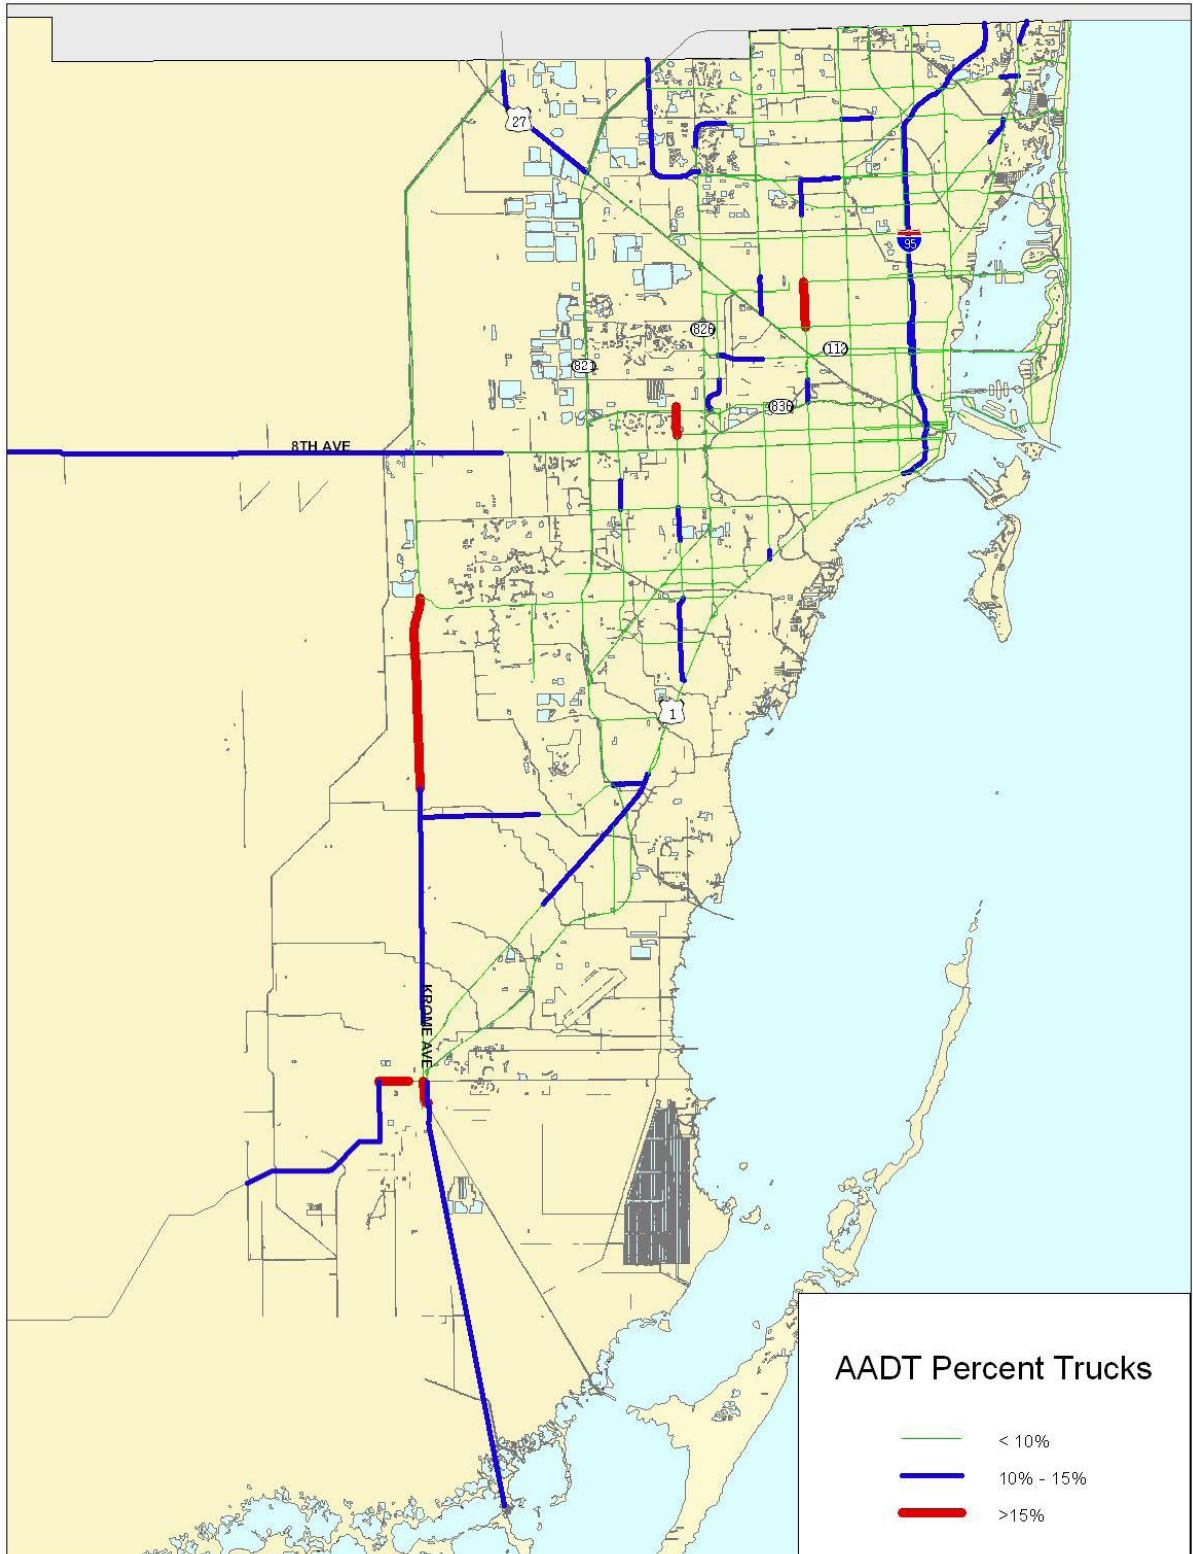 27
95
826
112
821
836
8TH AVE
1
KROME AVE
AADT Percent Trucks
< 10%
10% - 15%
>15%